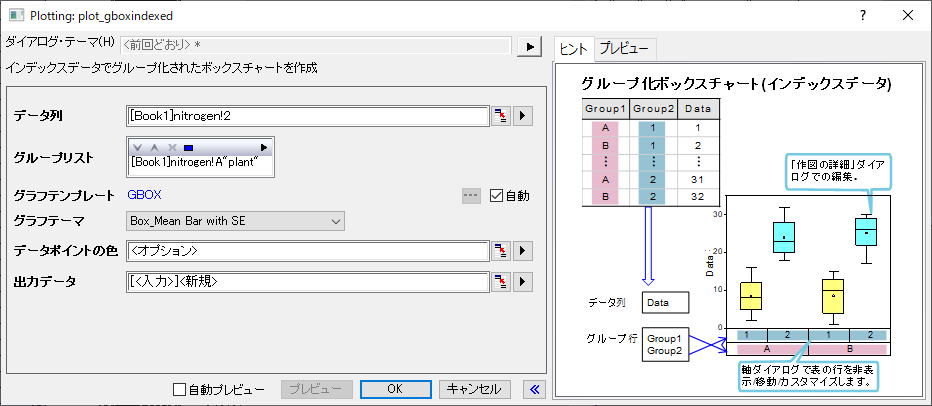 Plotting: plot_gboxindexed
ダイアログ・テーマ(H) <前回どおり> *
インデックスデータでグループ化されたボックスチャートを作成
データ列 [Book1]nitrogen!2
グループリスト
[Book1]nitrogen!A"plant"
グラフテンプレート GBOX 自動
グラフテーマ Box_Mean Bar with SE
データポイントの色 <オプション>
出力データ [<入力>]<新規>
自動プレビュー プレビュー OK キャンセル
ヒント プレビュー
グループ化ボックスチャート(インデックスデータ)
Group1 Group2 Data
A 1 1
B 1 2
A 2 31
B 2 32
「作図の詳細」ダイア
ログでの編集。
30
20
10
0
Data :
1 2 1 2
A B
データ列 Data
グループ行 Group1
Group2
軸ダイアログで表の行を非表
示/移動/カスタマイズします。